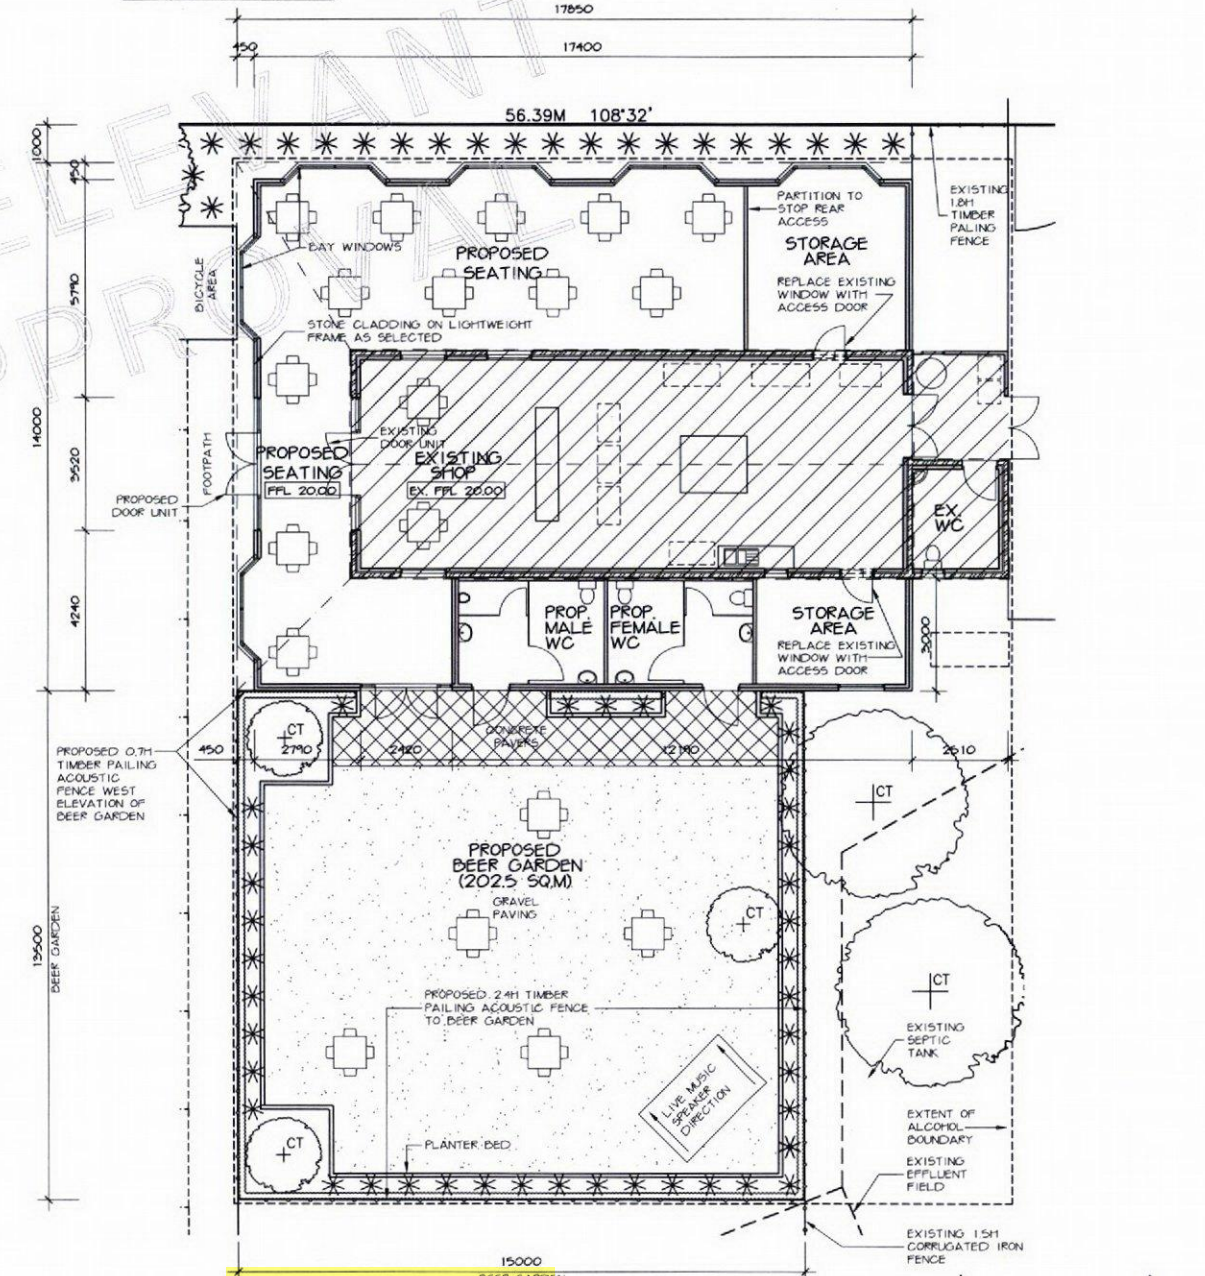 17850
450
17400
56.39M 108°32'
1000
450
PARTITION TO
STOP REAR
ACCESS
EXISTING
1.8H
TIMBER
PALING
FENCE
STORAGE
AREA
BAY WINDOWS
PROPOSED
SEATING
BICYCLE
AREA
5790
REPLACE EXISTING
WINDOW WITH
ACCESS DOOR
STONE CLADDING ON LIGHTWEIGHT
FRAME AS SELECTED
14000
FOOTPATH
3520
EXISTING
DOOR UNIT
PROPOSED
SEATING
FFL 20.00
EXISTING
SHOP
EX. FFL 20.00
PROPOSED
DOOR UNIT
EX.
WC
4240
PROP.
MALE
WC
PROP.
FEMALE
WC
STORAGE
AREA
REPLACE EXISTING
WINDOW WITH
ACCESS DOOR
3000
CT
CONCRETE
PAVERS
PROPOSED 0.7H
TIMBER PAILING
ACOUSTIC
FENCE WEST
ELEVATION OF
BEER GARDEN
450
2790
2420
12190
2510
CT
PROPOSED
BEER GARDEN
(202.5 SQ.M)
GRAVEL
PAVING
CT
13500
BEER GARDEN
CT
PROPOSED 2.4H TIMBER
PAILING ACOUSTIC FENCE
TO BEER GARDEN
EXISTING
SEPTIC
TANK
LIVE MUSIC
SPEAKER
DIRECTION
CT
PLANTER BED
EXTENT OF
ALCOHOL
BOUNDARY
EXISTING
EFFLUENT
FIELD
EXISTING 1.5H
CORRUGATED IRON
FENCE
15000